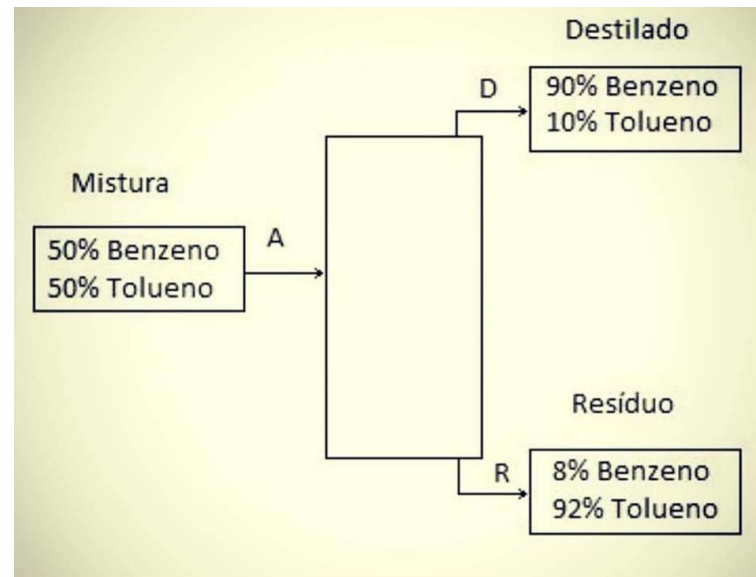 Destilado
D
90% Benzeno
10% Tolueno
Mistura
A
50% Benzeno
50% Tolueno
Resíduo
R
8% Benzeno
92% Tolueno